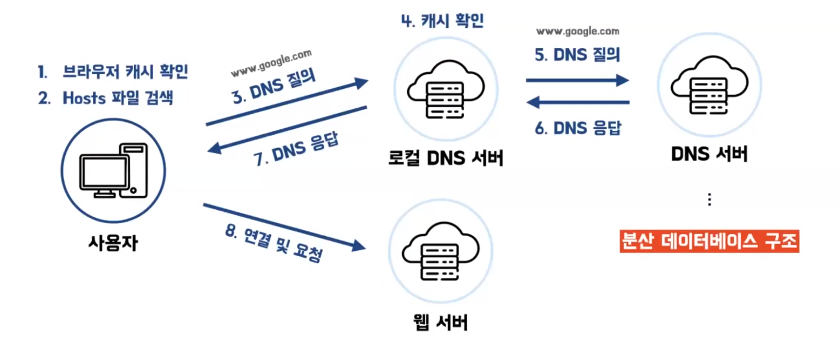 1. 브라우저 캐시 확인
2. Hosts 파일 검색
www.google.com
3. DNS 질의
4. 캐시 확인
www.google.com
5. DNS 질의
6. DNS 응답
7. DNS 응답
로컬 DNS 서버
DNS 서버
⋮
사용자
8. 연결 및 요청
분산 데이터베이스 구조
웹 서버